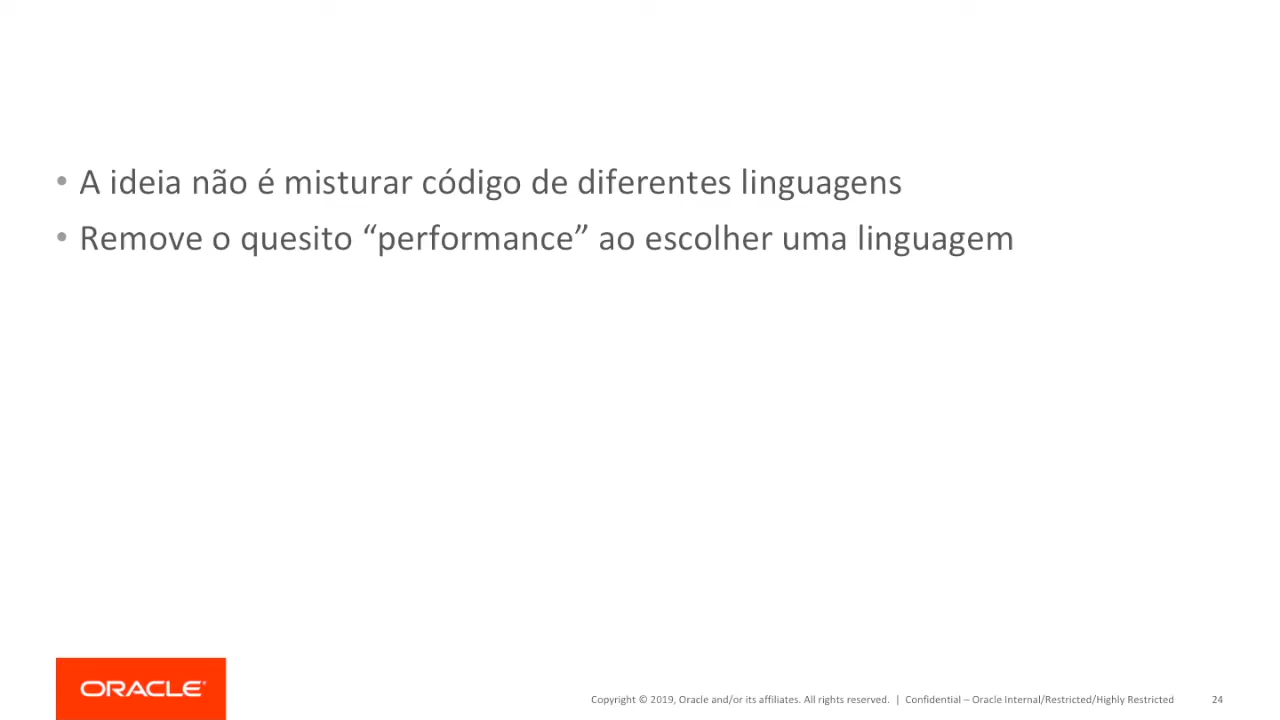 • A ideia não é misturar código de diferentes linguagens
• Remove o quesito “performance” ao escolher uma linguagem
ORACLE®
Copyright © 2019, Oracle and/or its affiliates. All rights reserved. | Confidential – Oracle Internal/Restricted/Highly Restricted 24